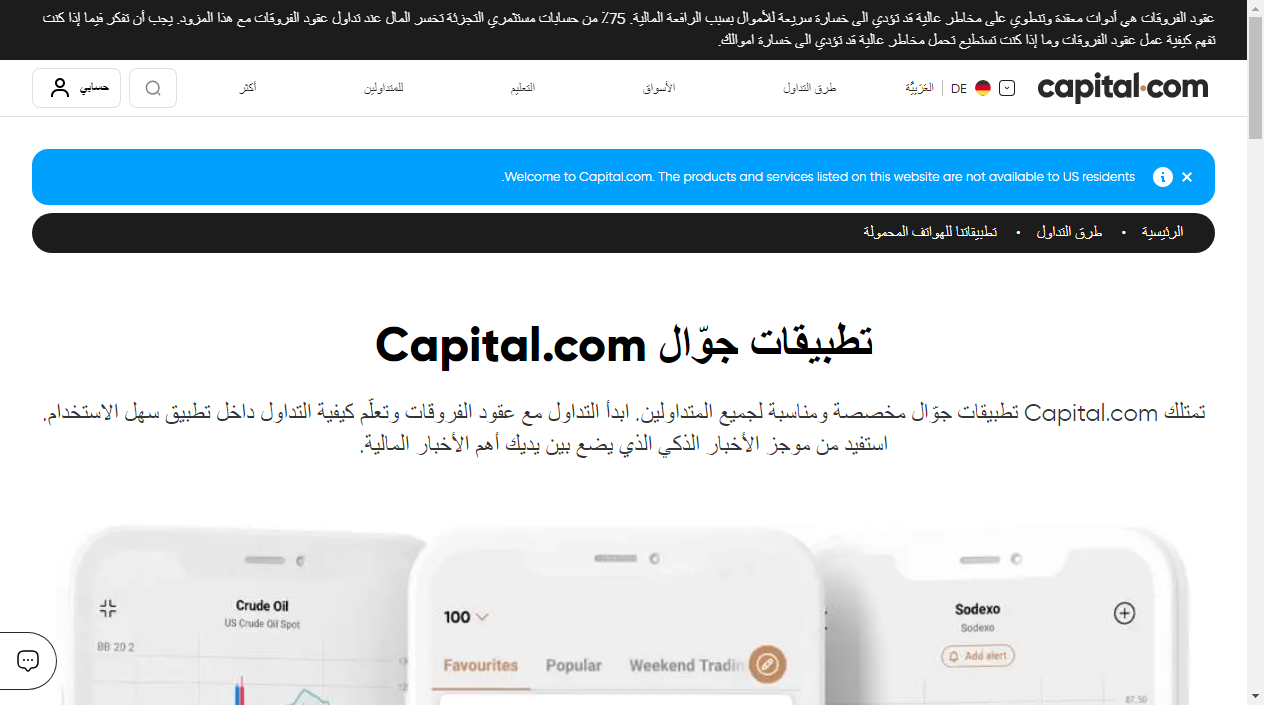 عقود الفروقات هي أدوات معقدة وتنطوي على مخاطر عالية قد تؤدي الى خسارة سريعة للأموال بسبب الرافعة المالية. 75٪ من حسابات مستثمري التجزئة تخسر المال عند تداول عقود الفروقات مع هذا المزود. يجب أن تفكر فيما إذا كنت
تفهم كيفية عمل عقود الفروقات وما إذا كنت تستطيع تحمل مخاطر عالية قد تؤدي الى خسارة اموالك.
capital.com DE العَرَبِيَّة طرق التداول الأسواق التعليم للمتداولين أكثر حسابي
Welcome to Capital.com. The products and services listed on this website are not available to US residents.
الرئيسية • طرق التداول • تطبيقاتنا للهواتف المحمولة
تطبيقات جوّال Capital.com
تمتلك Capital.com تطبيقات جوّال مخصصة ومناسبة لجميع المتداولين. ابدأ التداول مع عقود الفروقات وتعلّم كيفية التداول داخل تطبيق سهل الاستخدام.
استفيد من موجز الأخبار الذكي الذي يضع بين يديك أهم الأخبار المالية.
Crude Oil
US Crude Oil Spot
BB 20 2
100
Favourites Popular Weekend Tradin
Sodexo
Sodexo
Add alert
87.50